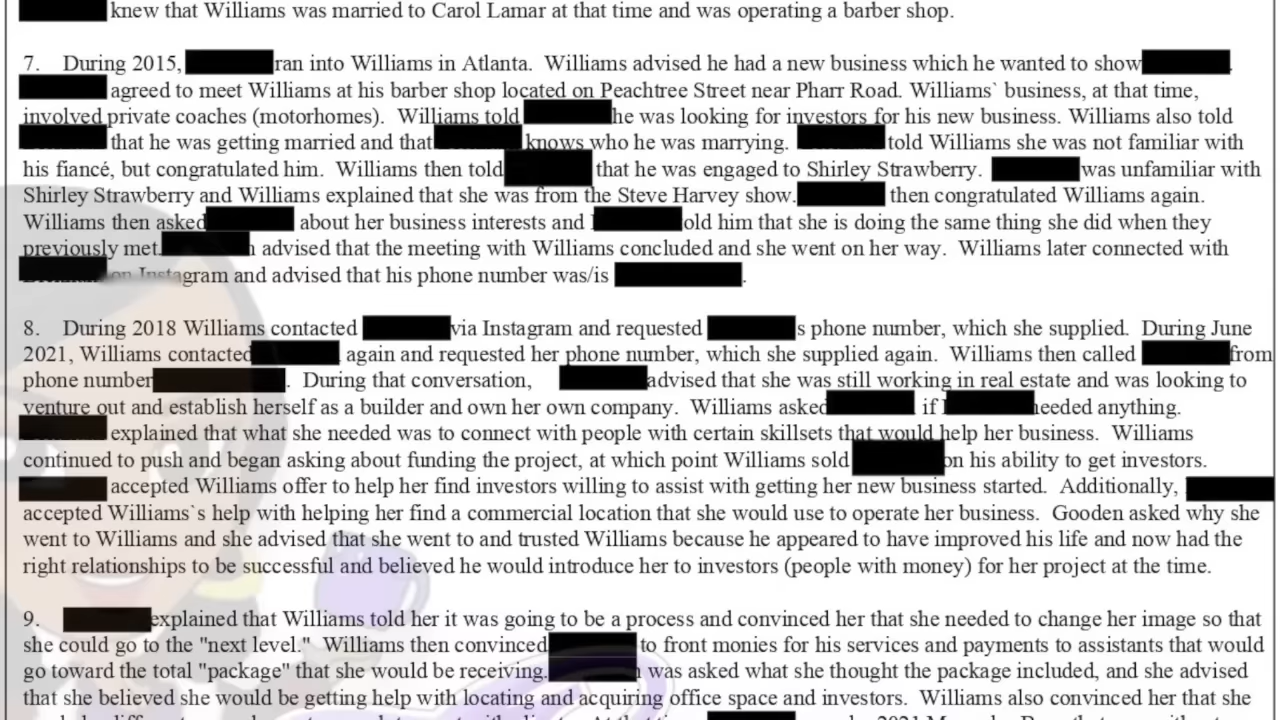 knew that Williams was married to Carol Lamar at that time and was operating a barber shop.
7. During 2015, ran into Williams in Atlanta. Williams advised he had a new business which he wanted to show .
agreed to meet Williams at his barber shop located on Peachtree Street near Pharr Road. Williams` business, at that time,
involved private coaches (motorhomes). Williams told he was looking for investors for his new business. Williams also told
that he was getting married and that knows who he was marrying. told Williams she was not familiar with
his fiancé, but congratulated him. Williams then told that he was engaged to Shirley Strawberry. was unfamiliar with
Shirley Strawberry and Williams explained that she was from the Steve Harvey show. then congratulated Williams again.
Williams then asked about her business interests and old him that she is doing the same thing she did when they
previously met. advised that the meeting with Williams concluded and she went on her way. Williams later connected with
on Instagram and advised that his phone number was/is .
8. During 2018 Williams contacted via Instagram and requested s phone number, which she supplied. During June
2021, Williams contacted again and requested her phone number, which she supplied again. Williams then called from
phone number . During that conversation, advised that she was still working in real estate and was looking to
venture out and establish herself as a builder and own her own company. Williams asked if needed anything.
explained that what she needed was to connect with people with certain skillsets that would help her business. Williams
continued to push and began asking about funding the project, at which point Williams sold on his ability to get investors.
accepted Williams offer to help her find investors willing to assist with getting her new business started. Additionally,
accepted Williams`s help with helping her find a commercial location that she would use to operate her business. Gooden asked why she
went to Williams and she advised that she went to and trusted Williams because he appeared to have improved his life and now had the
right relationships to be successful and believed he would introduce her to investors (people with money) for her project at the time.
9. explained that Williams told her it was going to be a process and convinced her that she needed to change her image so that
she could go to the "next level." Williams then convinced to front monies for his services and payments to assistants that would
go toward the total "package" that she would be receiving. was asked what she thought the package included, and she advised
that she believed she would be getting help with locating and acquiring office space and investors. Williams also convinced her that she